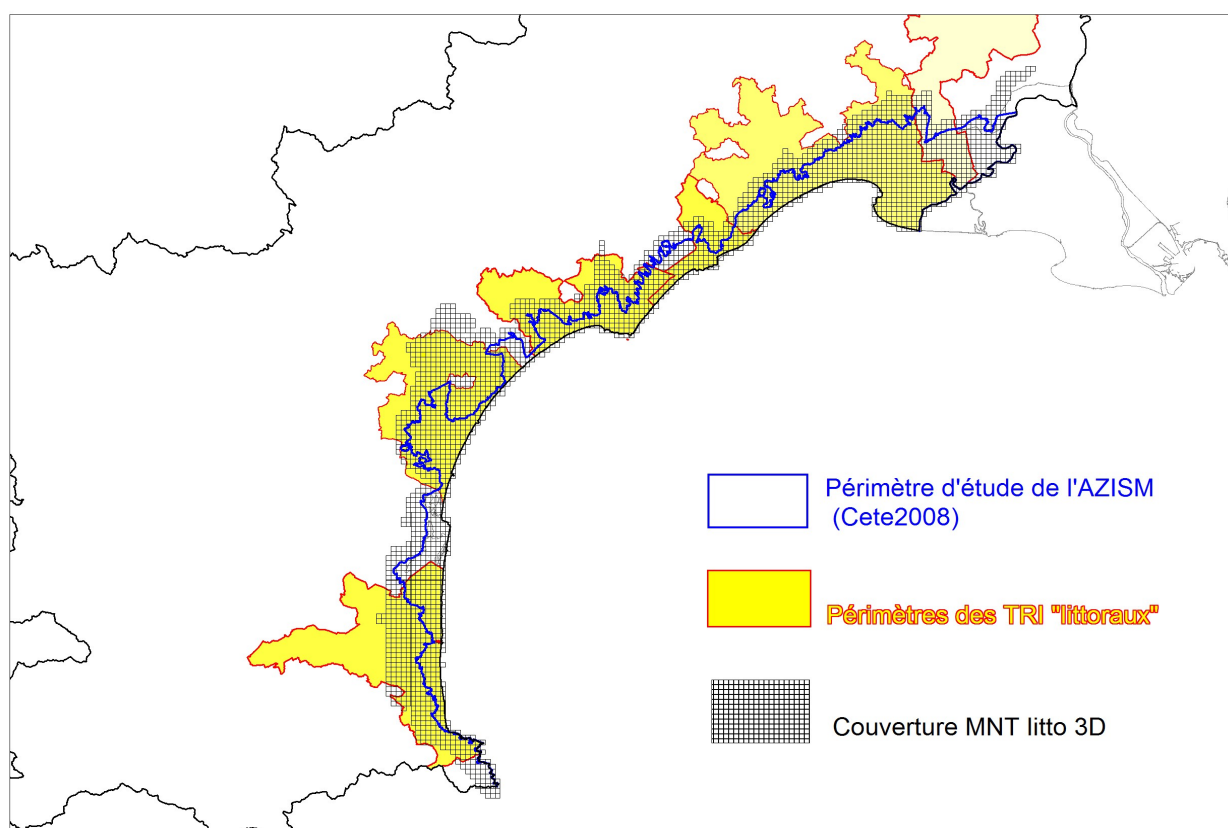 Périmètre d'étude de l'AZISM
(Cete2008)
Périmètres des TRI "littoraux"
Couverture MNT litto 3D